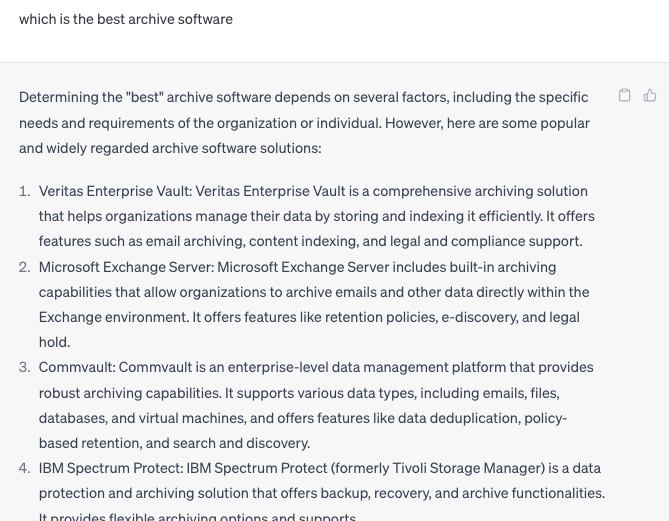 which is the best archive software
Determining the "best" archive software depends on several factors, including the specific
needs and requirements of the organization or individual. However, here are some popular
and widely regarded archive software solutions:
1. Veritas Enterprise Vault: Veritas Enterprise Vault is a comprehensive archiving solution
that helps organizations manage their data by storing and indexing it efficiently. It offers
features such as email archiving, content indexing, and legal and compliance support.
2. Microsoft Exchange Server: Microsoft Exchange Server includes built-in archiving
capabilities that allow organizations to archive emails and other data directly within the
Exchange environment. It offers features like retention policies, e-discovery, and legal
hold.
3. Commvault: Commvault is an enterprise-level data management platform that provides
robust archiving capabilities. It supports various data types, including emails, files,
databases, and virtual machines, and offers features like data deduplication, policy-
based retention, and search and discovery.
4. IBM Spectrum Protect: IBM Spectrum Protect (formerly Tivoli Storage Manager) is a data
protection and archiving solution that offers backup, recovery, and archive functionalities.
It provides flexible archiving options and supports